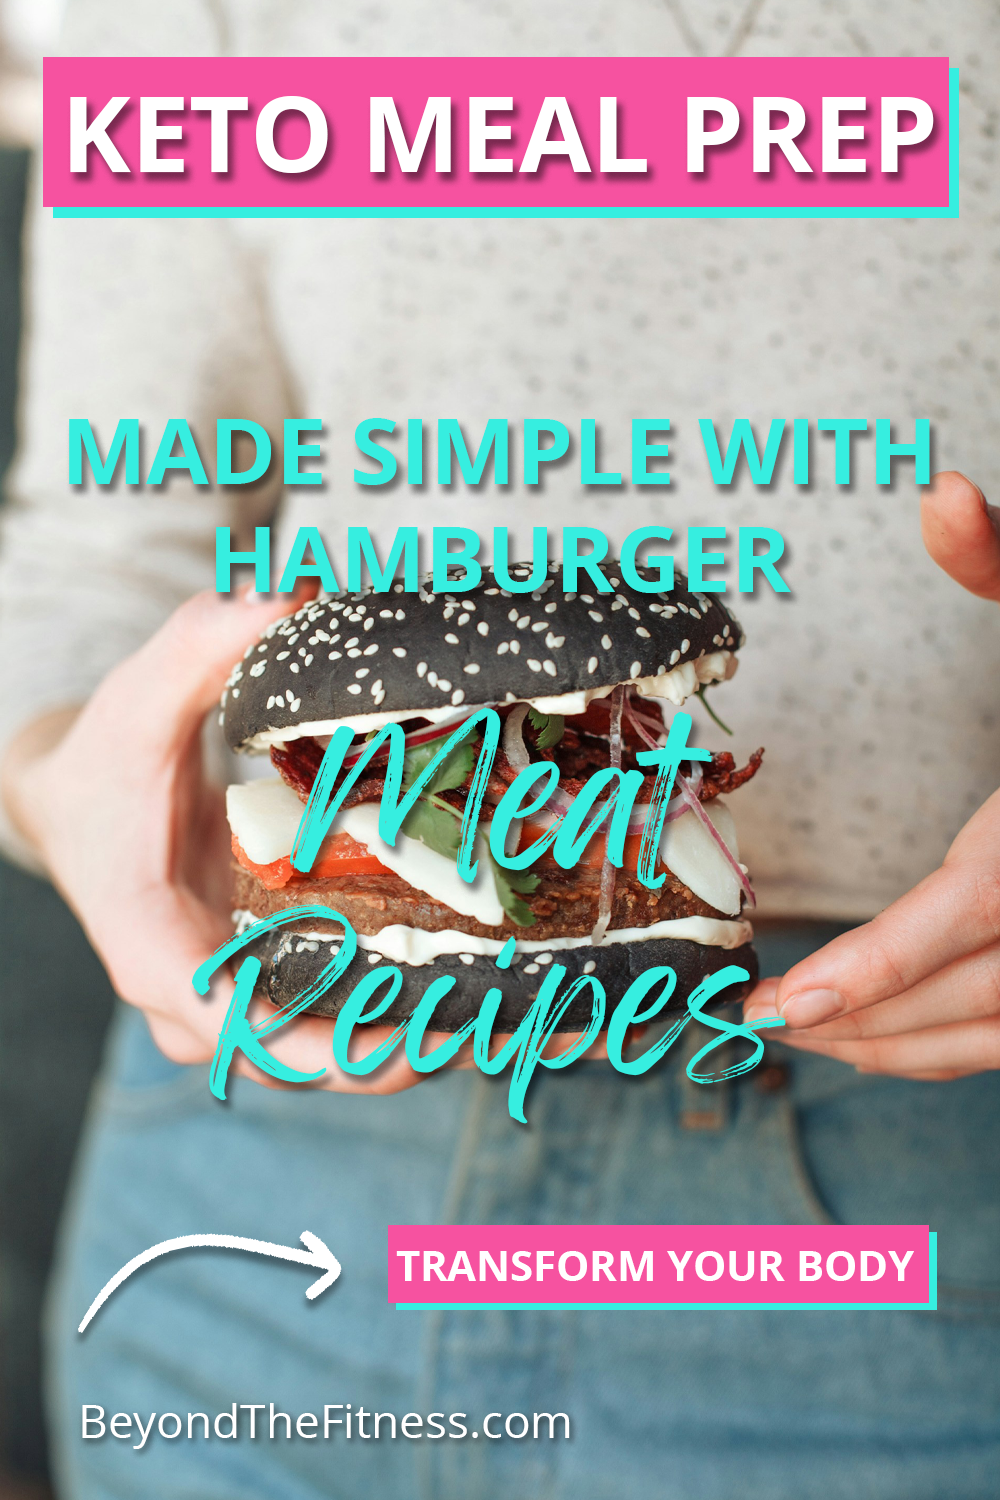 KETO MEAL PREP
MADE SIMPLE WITH
HAMBURGER
Meat
Recipes
TRANSFORM YOUR BODY
BeyondTheFitness.com